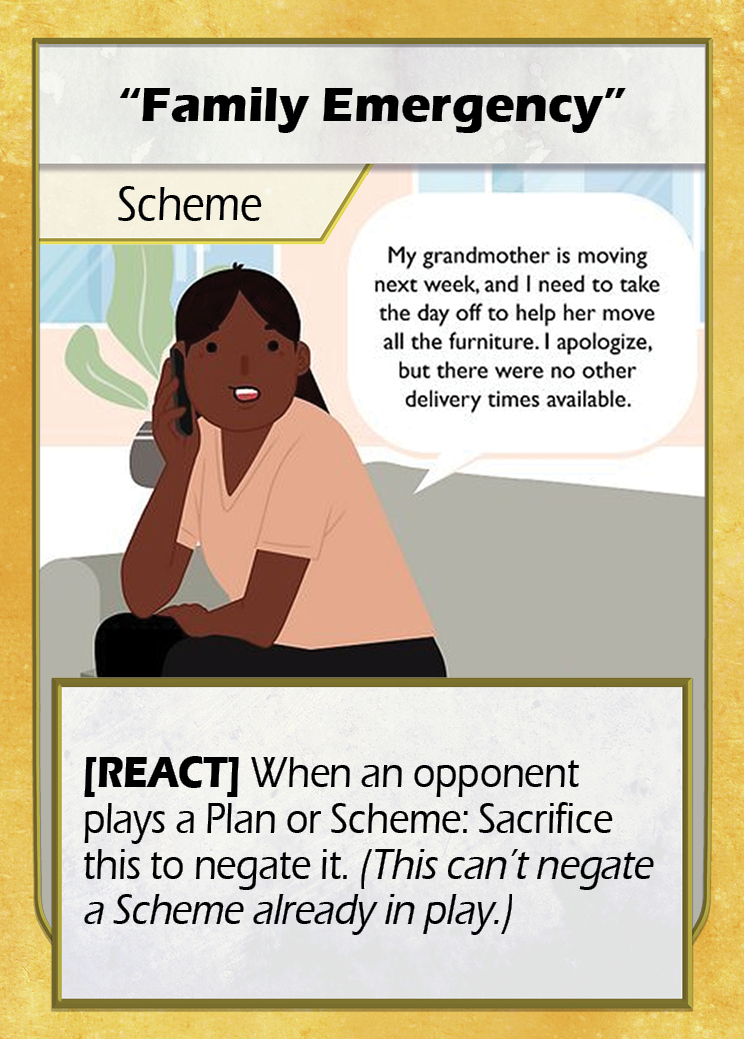 “Family Emergency”
Scheme
My grandmother is moving
next week, and I need to take
the day off to help her move
all the furniture. I apologize,
but there were no other
delivery times available.
[REACT] When an opponent
plays a Plan or Scheme: Sacrifice
this to negate it. (This can’t negate
a Scheme already in play.)